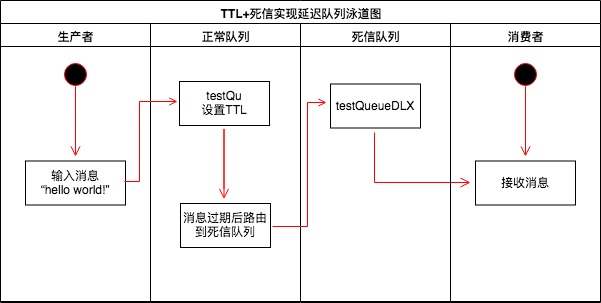 TTL+死信实现延迟队列泳道图
生产者
正常队列
死信队列
消费者
testQu
设置TTL
testQueueDLX
输入消息
“hello world!”
接收消息
消息过期后路由
到死信队列